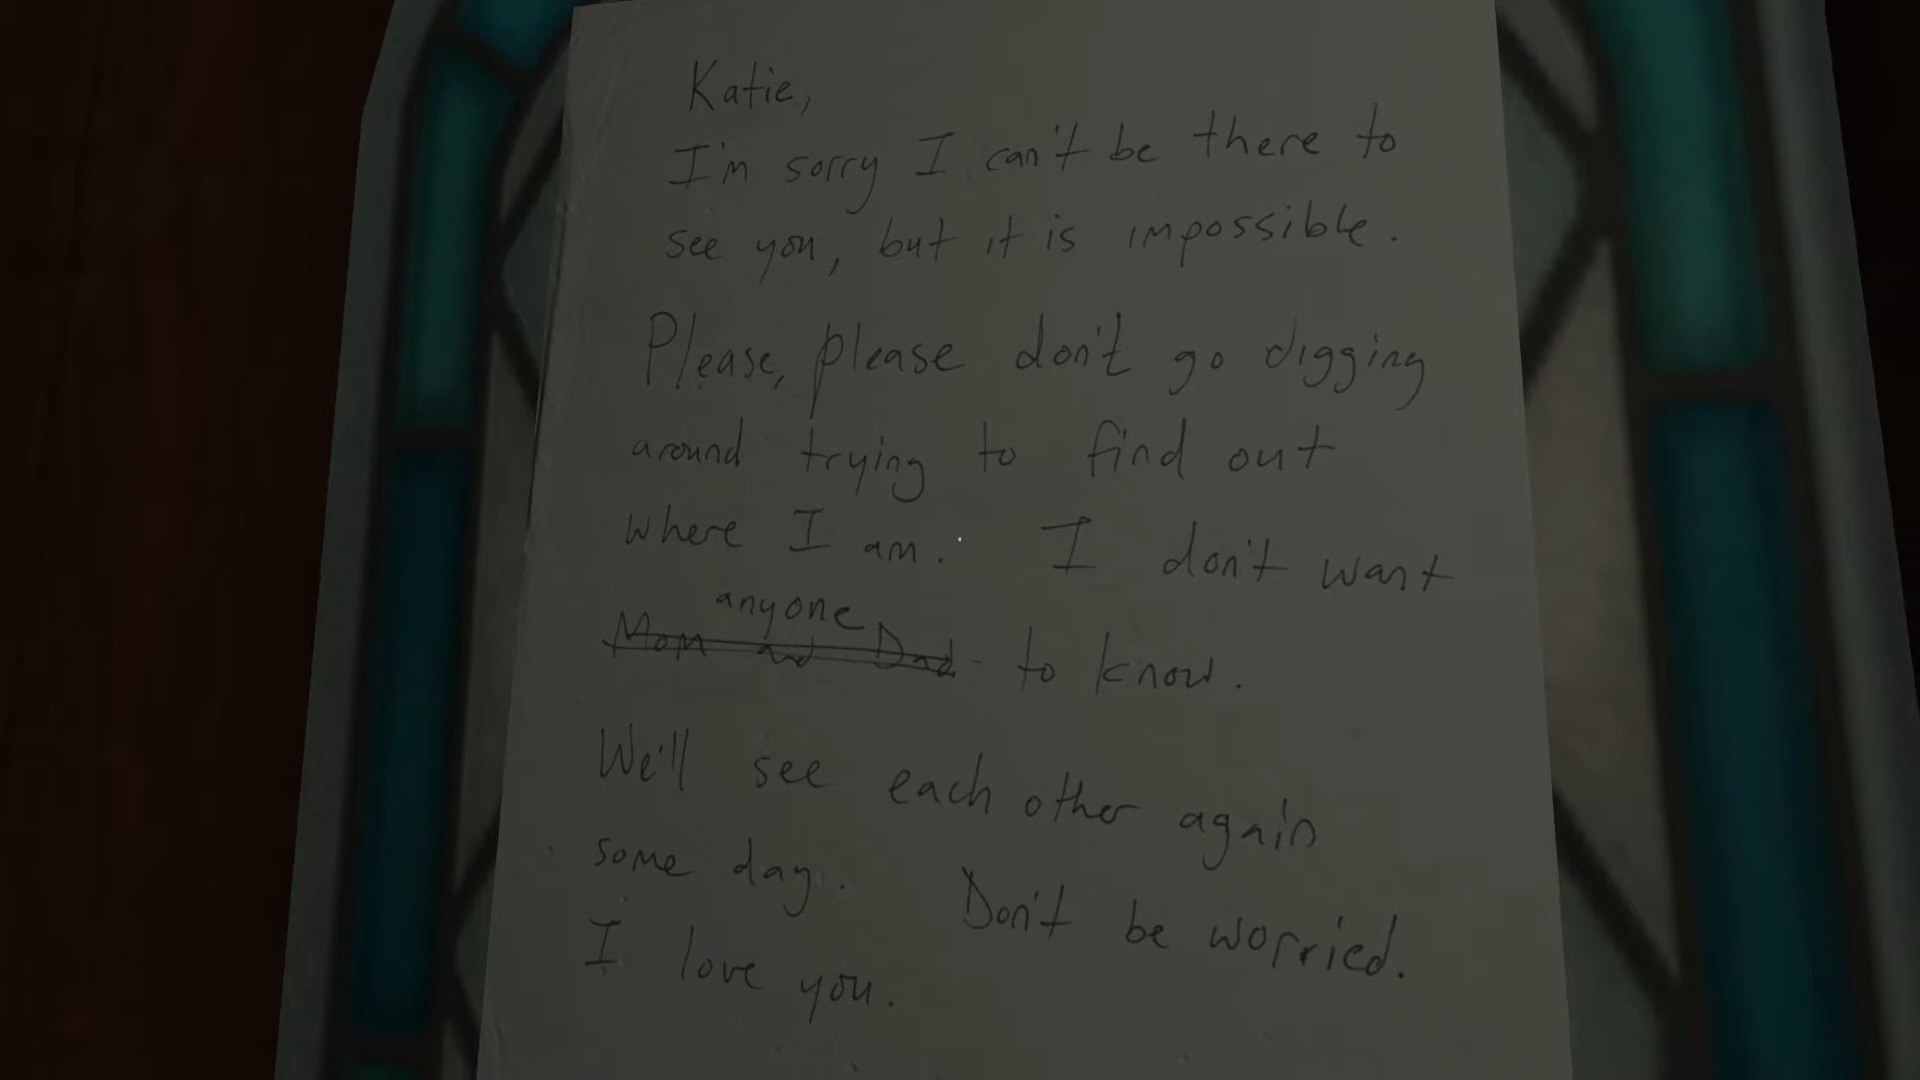 Katie,
I'm sorry I can't be there to
see you, but it is impossible.
Please, please don't go digging
around trying to find out
where I am. I don't want
anyone
Mom and Dad to know.
We'll see each other again
some day. Don't be worried.
I love you.